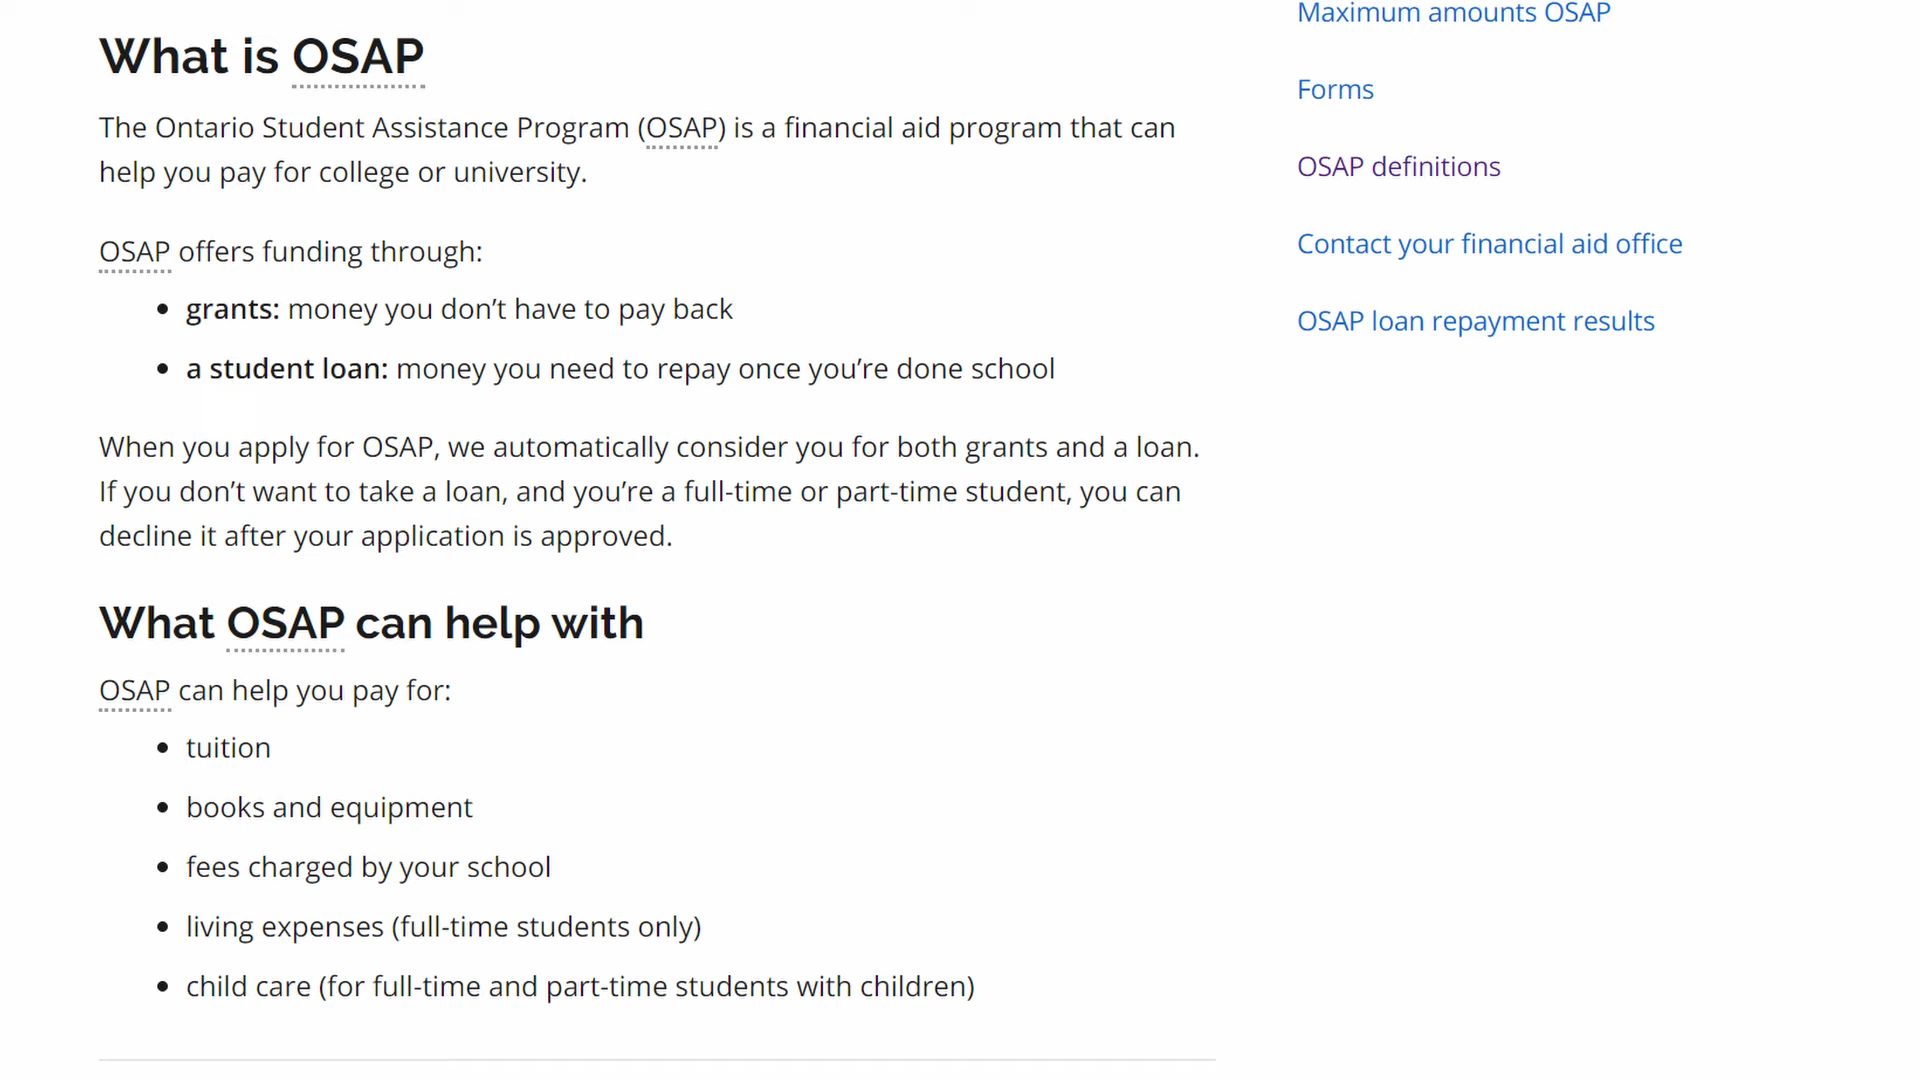 What is OSAP
The Ontario Student Assistance Program (OSAP) is a financial aid program that can
help you pay for college or university.
OSAP offers funding through:
• grants: money you don’t have to pay back
• a student loan: money you need to repay once you’re done school
When you apply for OSAP, we automatically consider you for both grants and a loan.
If you don’t want to take a loan, and you’re a full-time or part-time student, you can
decline it after your application is approved.
What OSAP can help with
OSAP can help you pay for:
• tuition
• books and equipment
• fees charged by your school
• living expenses (full-time students only)
• child care (for full-time and part-time students with children)
Maximum amounts OSAP
Forms
OSAP definitions
Contact your financial aid office
OSAP loan repayment results